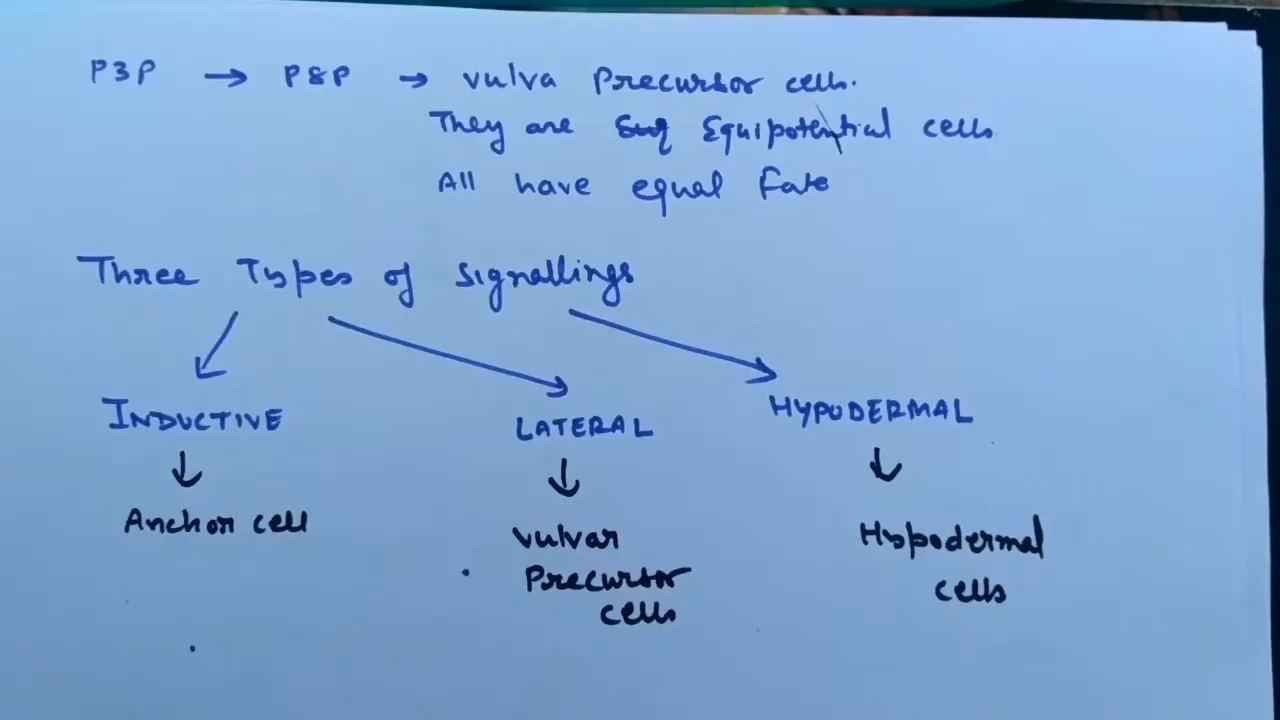 P3P → P8P → vulva Precursor cells.
They are Equipotential cells
All have equal Fate
Three Types of Signallings
INDUCTIVE LATERAL HYPODERMAL
↓ ↓ ↓
Anchor cell vulvar Precursor cells Hypodermal cells